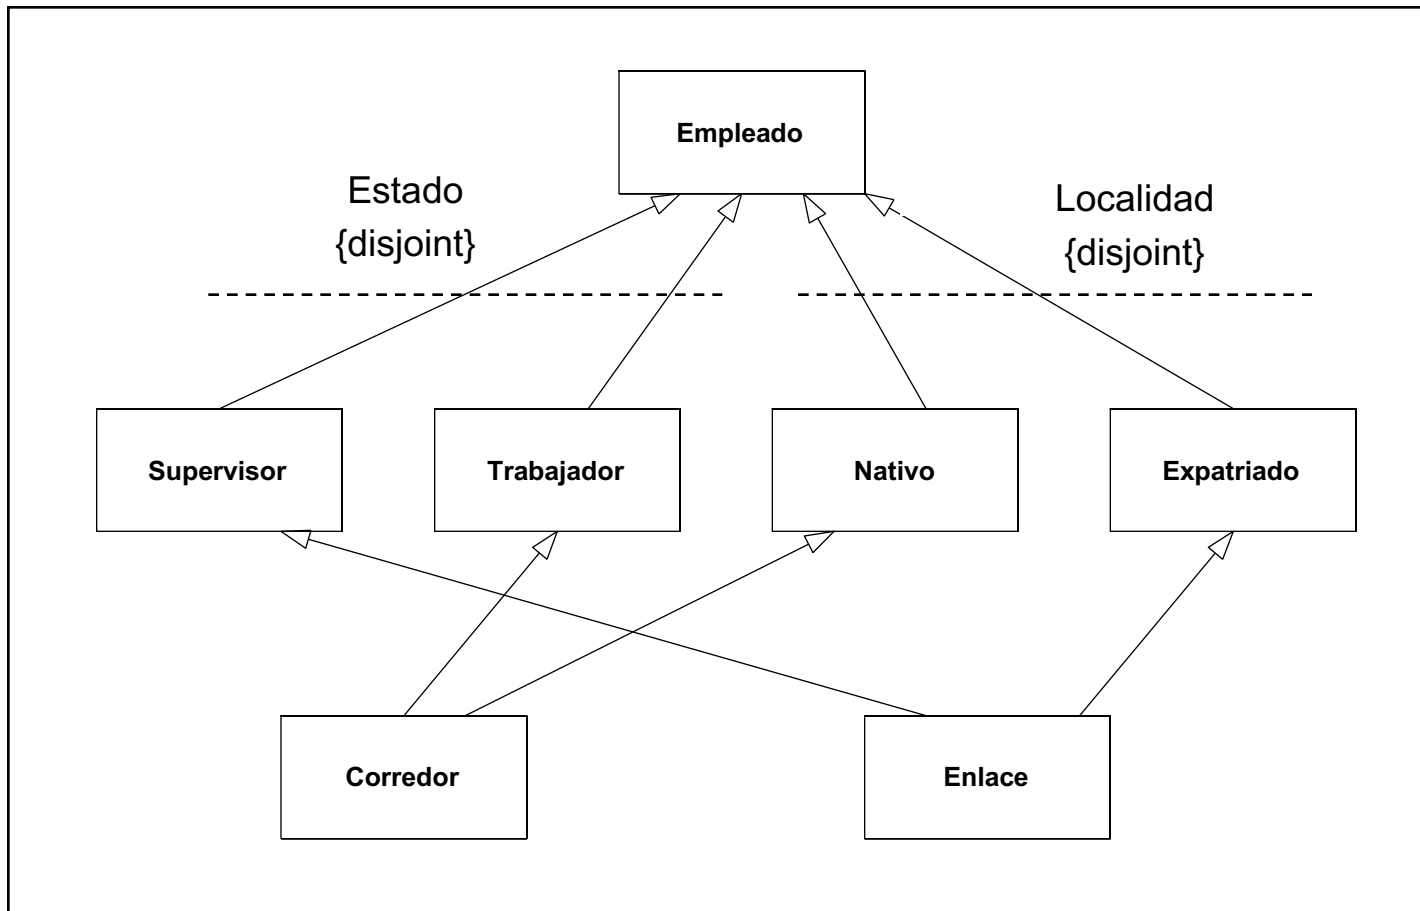 Empleado
Estado
{disjoint}
Localidad
{disjoint}
Supervisor
Trabajador
Nativo
Expatriado
Corredor
Enlace